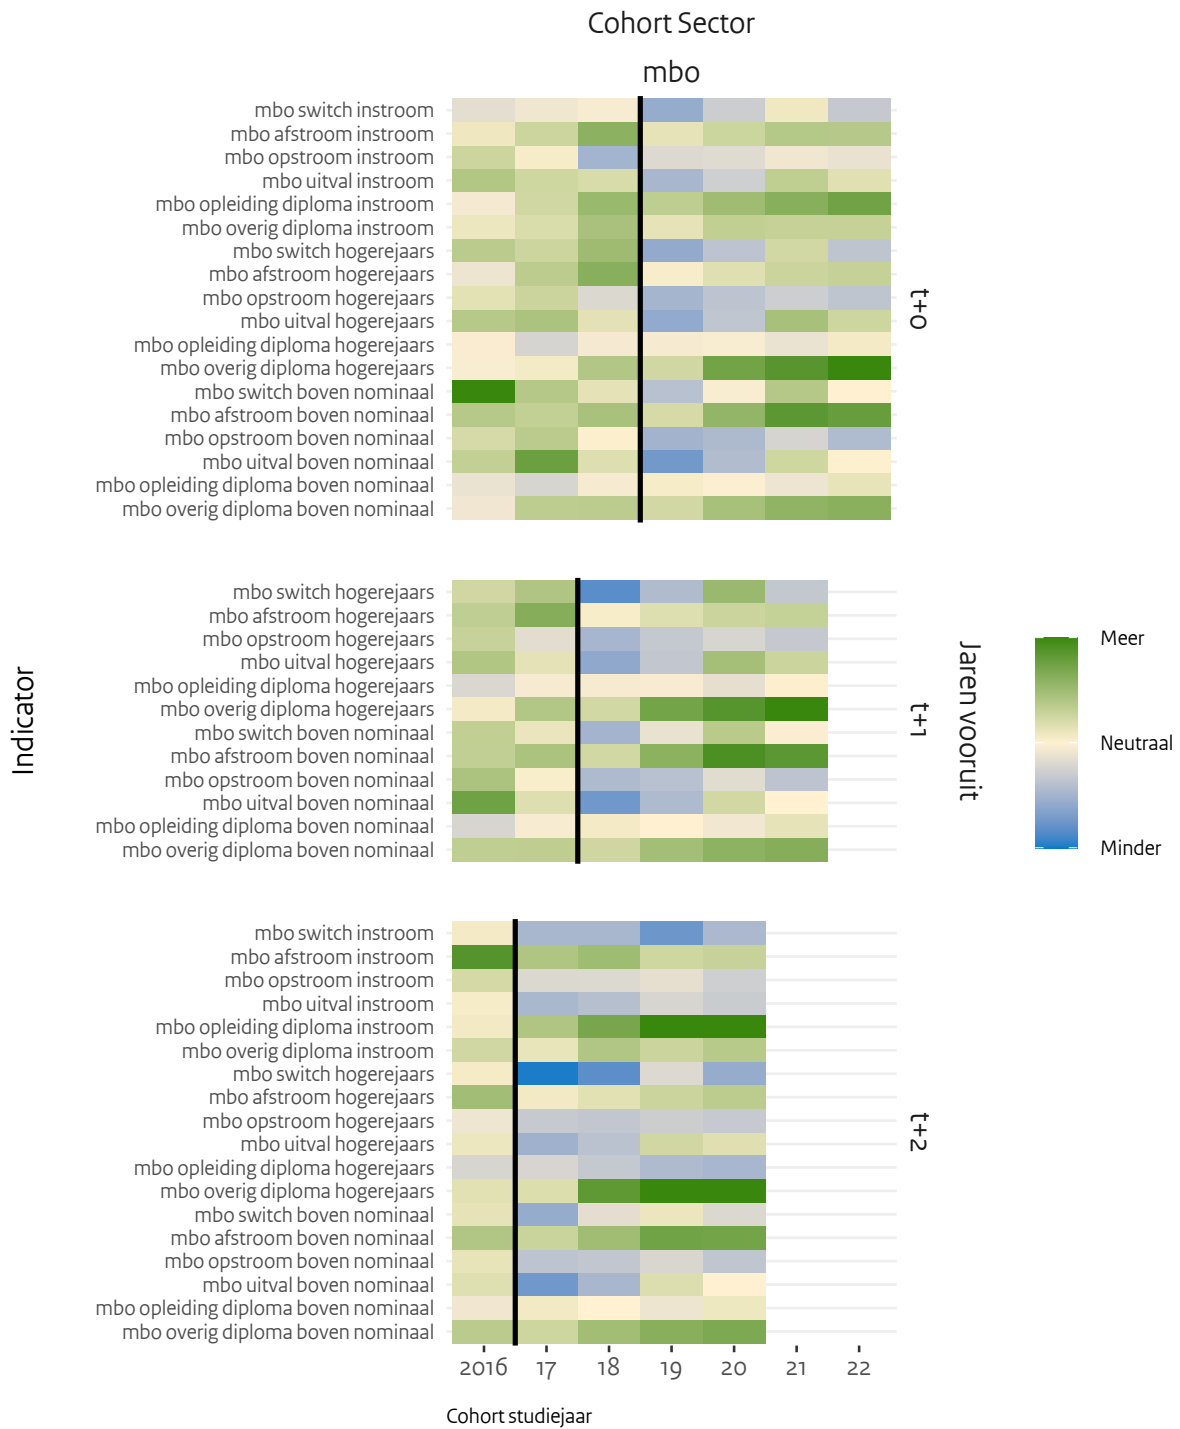 Cohort Sector
mbo
mbo switch instroom
mbo afstroom instroom
mbo opstroom instroom
mbo uitval instroom
mbo opleiding diploma instroom
mbo overig diploma instroom
mbo switch hogerejaars
mbo afstroom hogerejaars
mbo opstroom hogerejaars
mbo uitval hogerejaars
mbo opleiding diploma hogerejaars
mbo overig diploma hogerejaars
mbo switch boven nominaal
mbo afstroom boven nominaal
mbo opstroom boven nominaal
mbo uitval boven nominaal
mbo opleiding diploma boven nominaal
mbo overig diploma boven nominaal
t+0
mbo switch hogerejaars
mbo afstroom hogerejaars
mbo opstroom hogerejaars
mbo uitval hogerejaars
mbo opleiding diploma hogerejaars
mbo overig diploma hogerejaars
mbo switch boven nominaal
mbo afstroom boven nominaal
mbo opstroom boven nominaal
mbo uitval boven nominaal
mbo opleiding diploma boven nominaal
mbo overig diploma boven nominaal
t+1
mbo switch instroom
mbo afstroom instroom
mbo opstroom instroom
mbo uitval instroom
mbo opleiding diploma instroom
mbo overig diploma instroom
mbo switch hogerejaars
mbo afstroom hogerejaars
mbo opstroom hogerejaars
mbo uitval hogerejaars
mbo opleiding diploma hogerejaars
mbo overig diploma hogerejaars
mbo switch boven nominaal
mbo afstroom boven nominaal
mbo opstroom boven nominaal
mbo uitval boven nominaal
mbo opleiding diploma boven nominaal
mbo overig diploma boven nominaal
t+2
Indicator
Jaren vooruit
Meer
Neutraal
Minder
2016 17 18 19 20 21 22
Cohort studiejaar